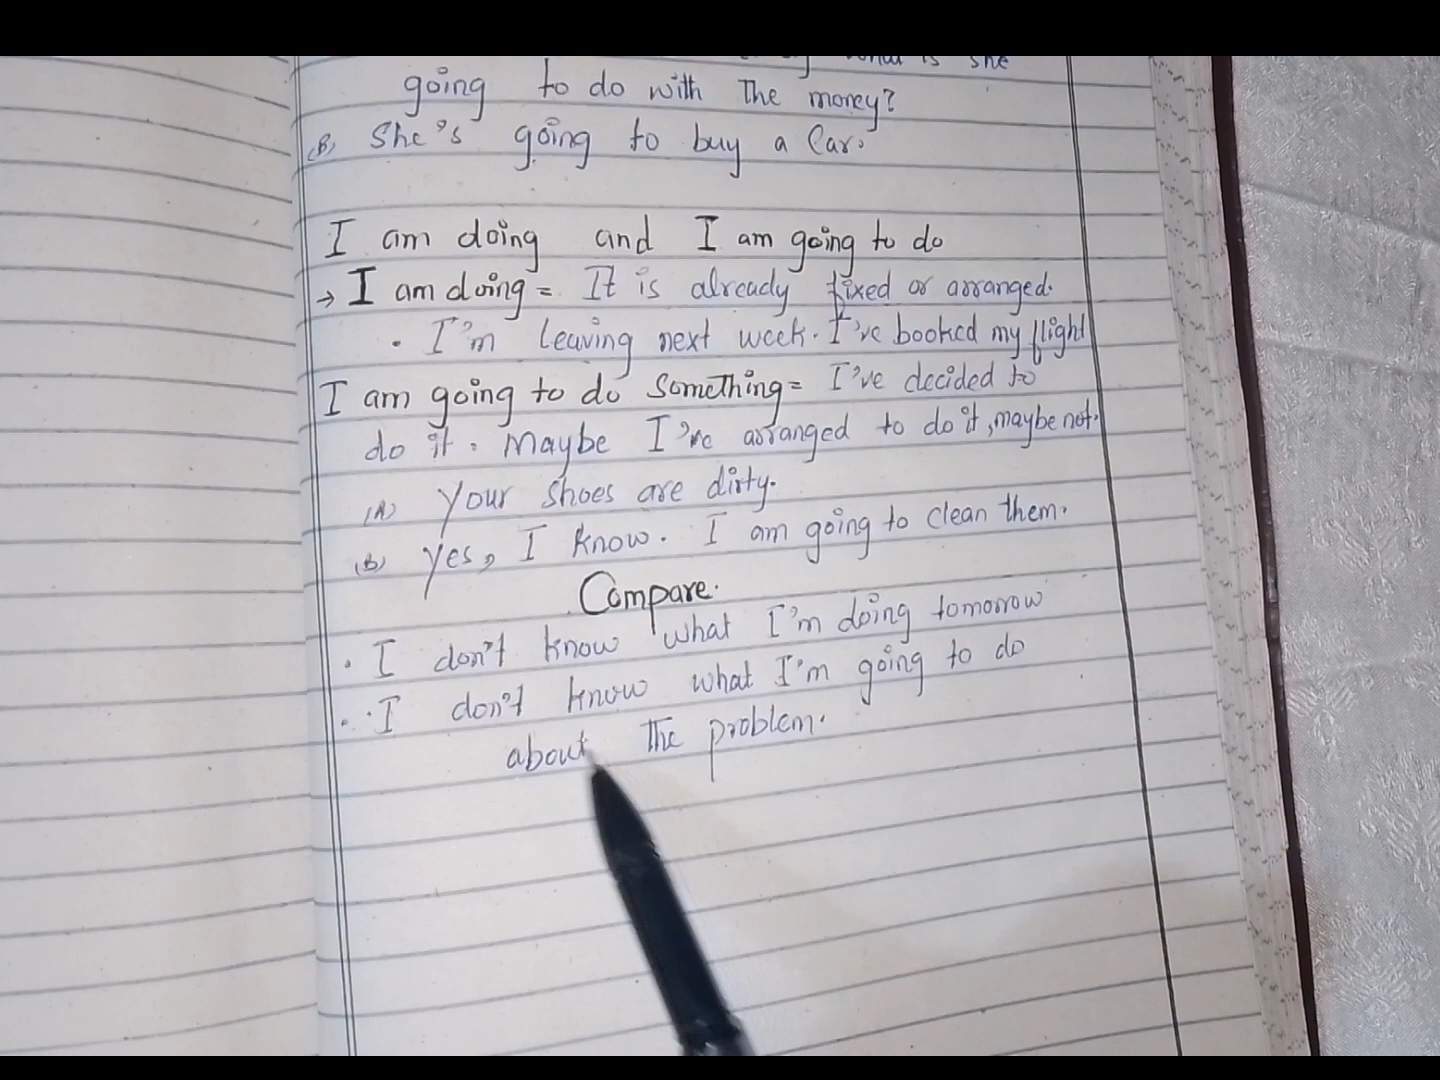 what is she
going to do with The money?
(B) She's going to buy a Car.
I am doing and I am going to do
→ I am doing = It is already fixed or arranged.
• I'm leaving next week. I've booked my flight
I am going to do something = I've decided to
do it. Maybe I've arranged to do it, maybe not.
(A) Your shoes are dirty.
(B) Yes, I know. I am going to clean them.
Compare.
• I don't know what I'm doing tomorrow
• I don't know what I'm going to do
about The problem.